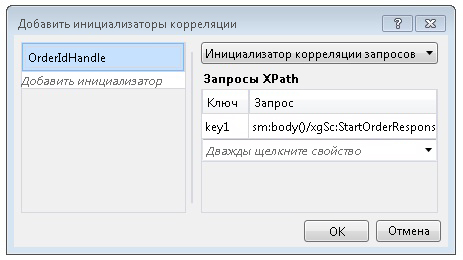 Добавить инициализаторы корреляции
OrderIdHandle
Добавить инициализатор
Инициализатор корреляции запросов
Запросы XPath
Ключ Запрос
key1 sm:body()/xgSc:StartOrderRespons
Дважды щелкните свойство
OK Отмена